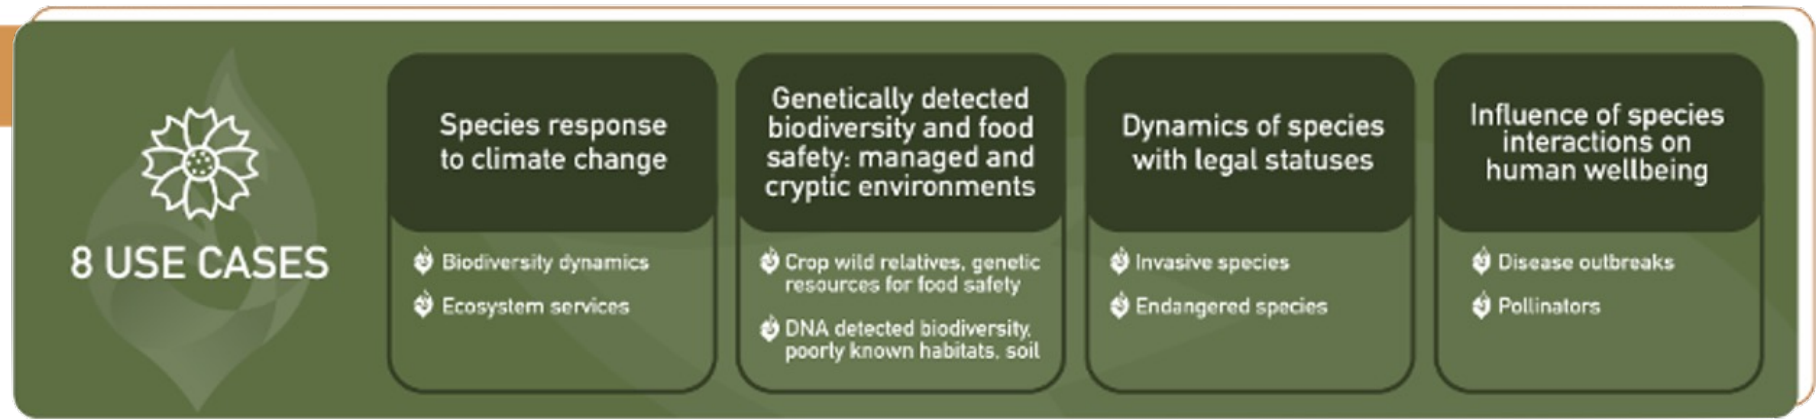 8 USE CASES
Species response
to climate change
Biodiversity dynamics
Ecosystem services
Genetically detected
biodiversity and food
safety: managed and
cryptic environments
Crop wild relatives, genetic
resources for food safety
DNA detected biodiversity,
poorly known habitats, soil
Dynamics of species
with legal statuses
Invasive species
Endangered species
Influence of species
interactions on
human wellbeing
Disease outbreaks
Pollinators